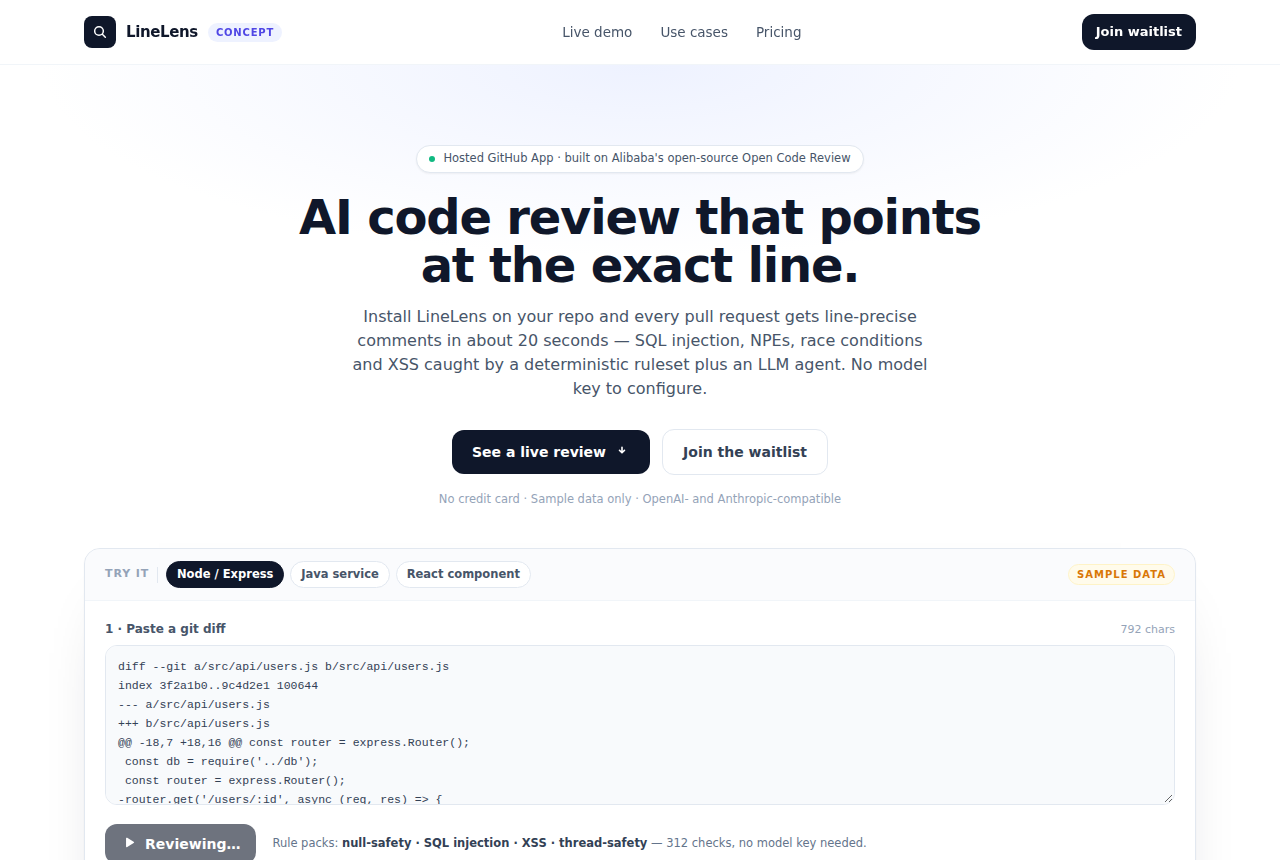 LineLens CONCEPT Live demo Use cases Pricing Join waitlist
Hosted GitHub App · built on Alibaba's open-source Open Code Review
AI code review that points
at the exact line.
Install LineLens on your repo and every pull request gets line-precise
comments in about 20 seconds — SQL injection, NPEs, race conditions
and XSS caught by a deterministic ruleset plus an LLM agent. No model
key to configure.
See a live review Join the waitlist
No credit card · Sample data only · OpenAI- and Anthropic-compatible
TRY IT Node / Express Java service React component SAMPLE DATA
1 · Paste a git diff 792 chars
diff --git a/src/api/users.js b/src/api/users.js
index 3f2a1b0..9c4d2e1 100644
--- a/src/api/users.js
+++ b/src/api/users.js
@@ -18,7 +18,16 @@ const router = express.Router();
const db = require('../db');
const router = express.Router();
-router.get('/users/:id', async (req, res) => {
Reviewing… Rule packs: null-safety · SQL injection · XSS · thread-safety — 312 checks, no model key needed.